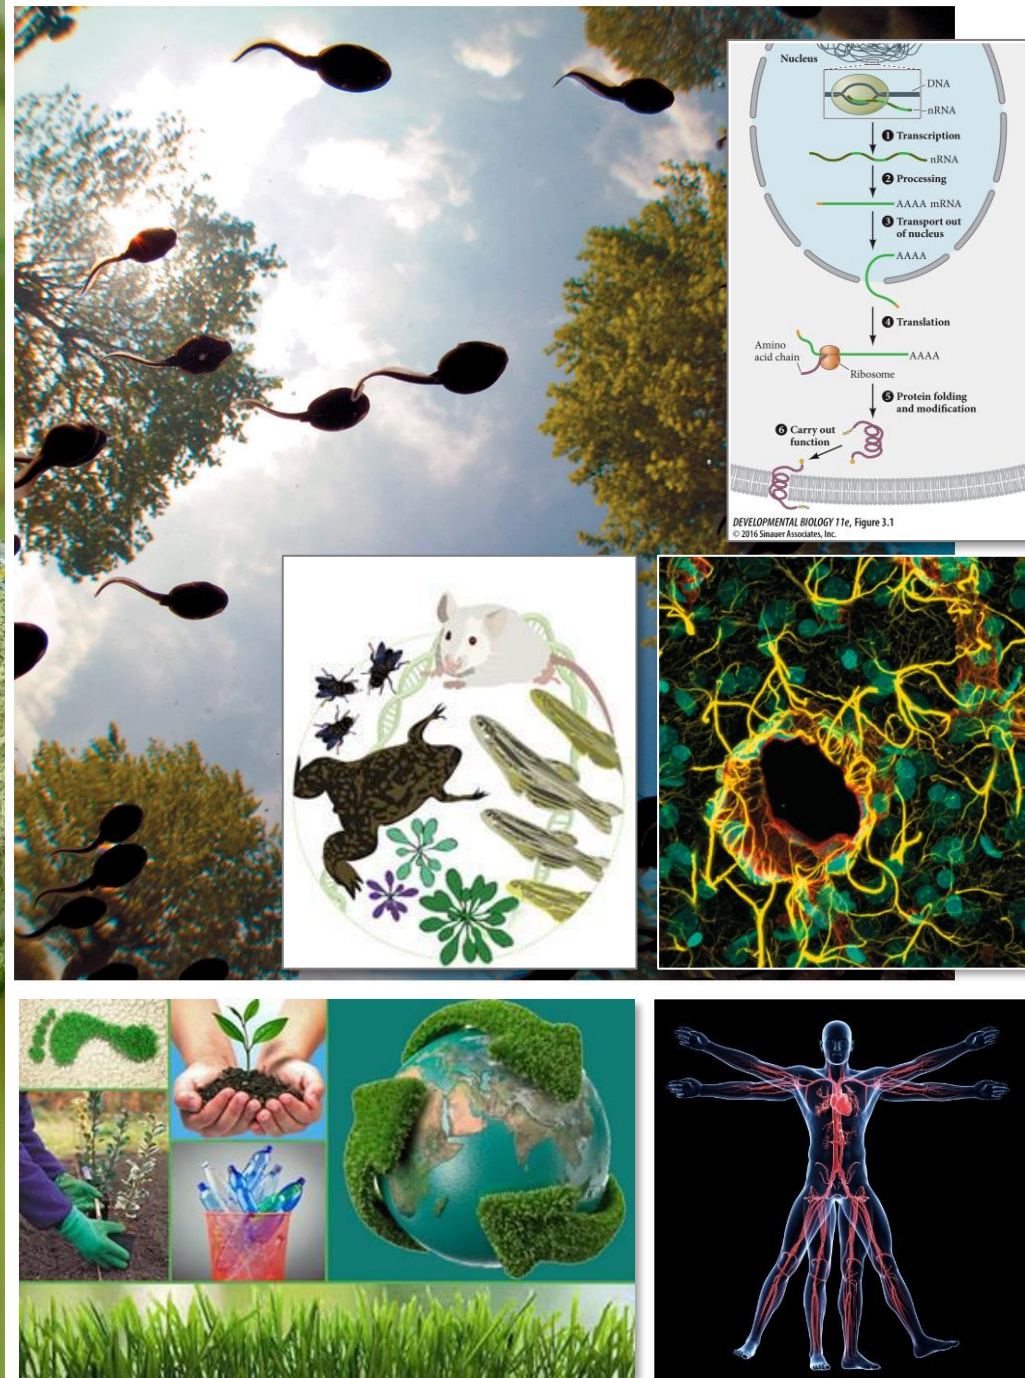 Nucleus
DNA
nRNA
1 Transcription
nRNA
2 Processing
AAAA mRNA
3 Transport out
of nucleus
AAAA
4 Translation
Amino
acid chain
AAAA
Ribosome
5 Protein folding
and modification
6 Carry out
function
DEVELOPMENTAL BIOLOGY 11e, Figure 3.1
© 2016 Sinauer Associates, Inc.